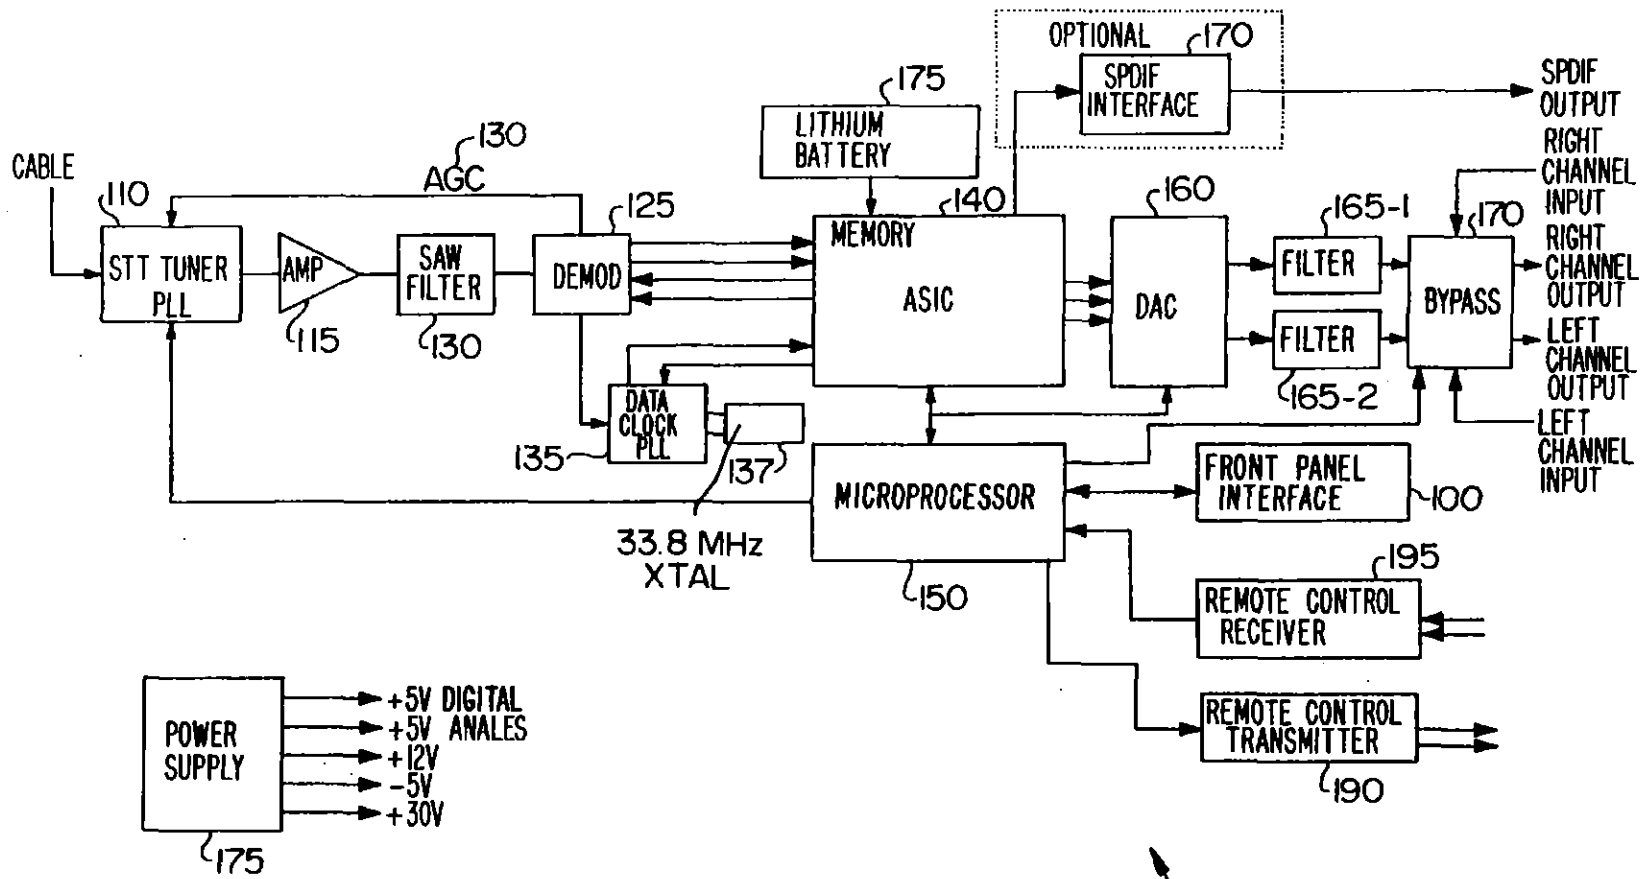 OPTIONAL
170
SPDIF
INTERFACE
SPDIF
OUTPUT
175
LITHIUM
BATTERY
RIGHT
CHANNEL
INPUT
CABLE
130
AGC
110
STT TUNER
PLL
AMP
115
SAW
FILTER
130
125
DEMOD
140
MEMORY
ASIC
160
DAC
165-1
FILTER
FILTER
165-2
170
BYPASS
RIGHT
CHANNEL
OUTPUT
LEFT
CHANNEL
OUTPUT
LEFT
CHANNEL
INPUT
DATA
CLOCK
PLL
135
137
33.8 MHz
XTAL
MICROPROCESSOR
150
FRONT PANEL
INTERFACE
100
195
REMOTE CONTROL
RECEIVER
REMOTE CONTROL
TRANSMITTER
190
POWER
SUPPLY
175
+5V DIGITAL
+5V ANALES
+12V
-5V
+30V